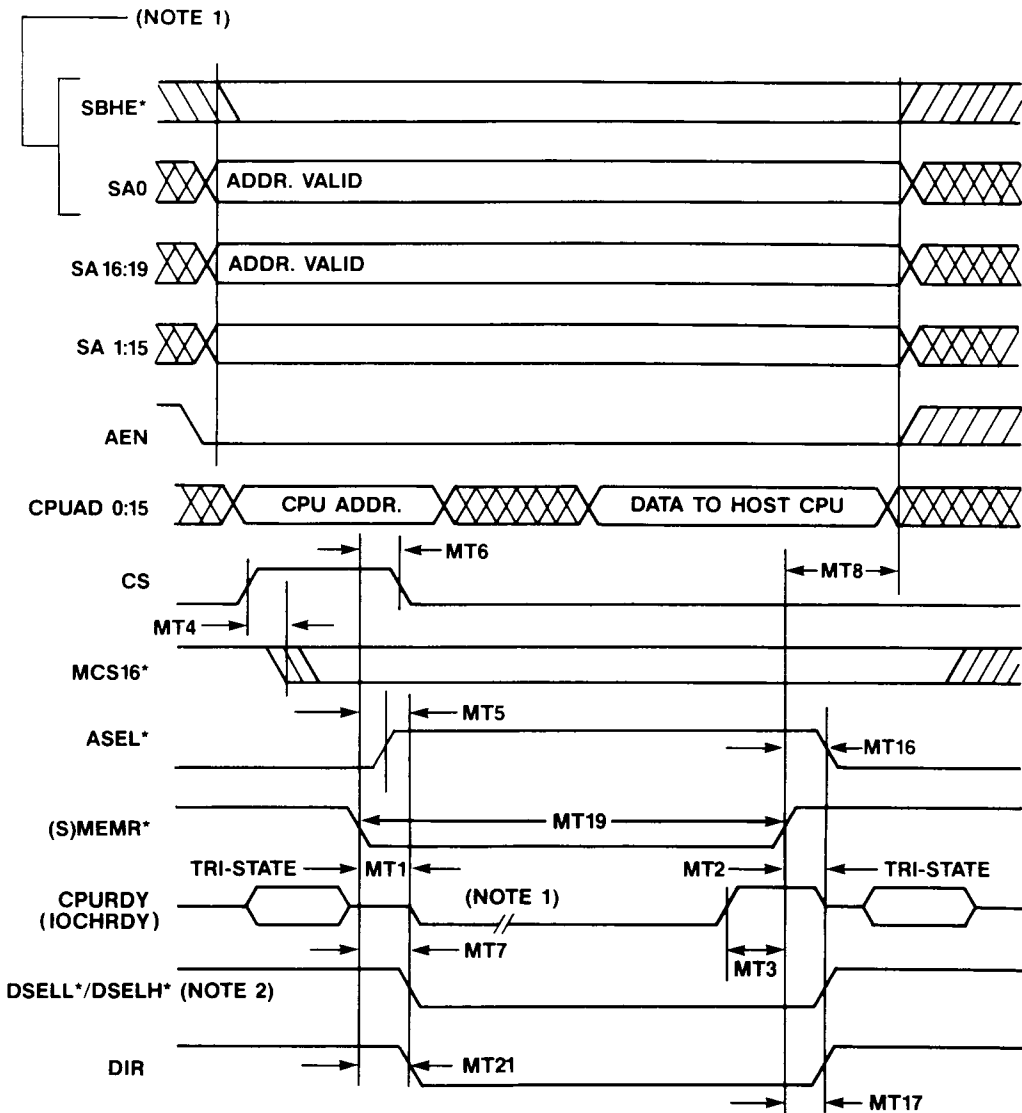 (NOTE 1)
SBHE*
SA0
ADDR. VALID
SA 16:19
ADDR. VALID
SA 1:15
AEN
CPUAD 0:15
CPU ADDR.
DATA TO HOST CPU
MT6
CS
MT8
MT4
MCS16*
MT5
ASEL*
MT16
(S)MEMR*
MT19
TRI-STATE
MT1
MT2
TRI-STATE
CPURDY
(IOCHRDY)
(NOTE 1)
MT7
MT3
DSELL*/DSELH* (NOTE 2)
DIR
MT21
MT17